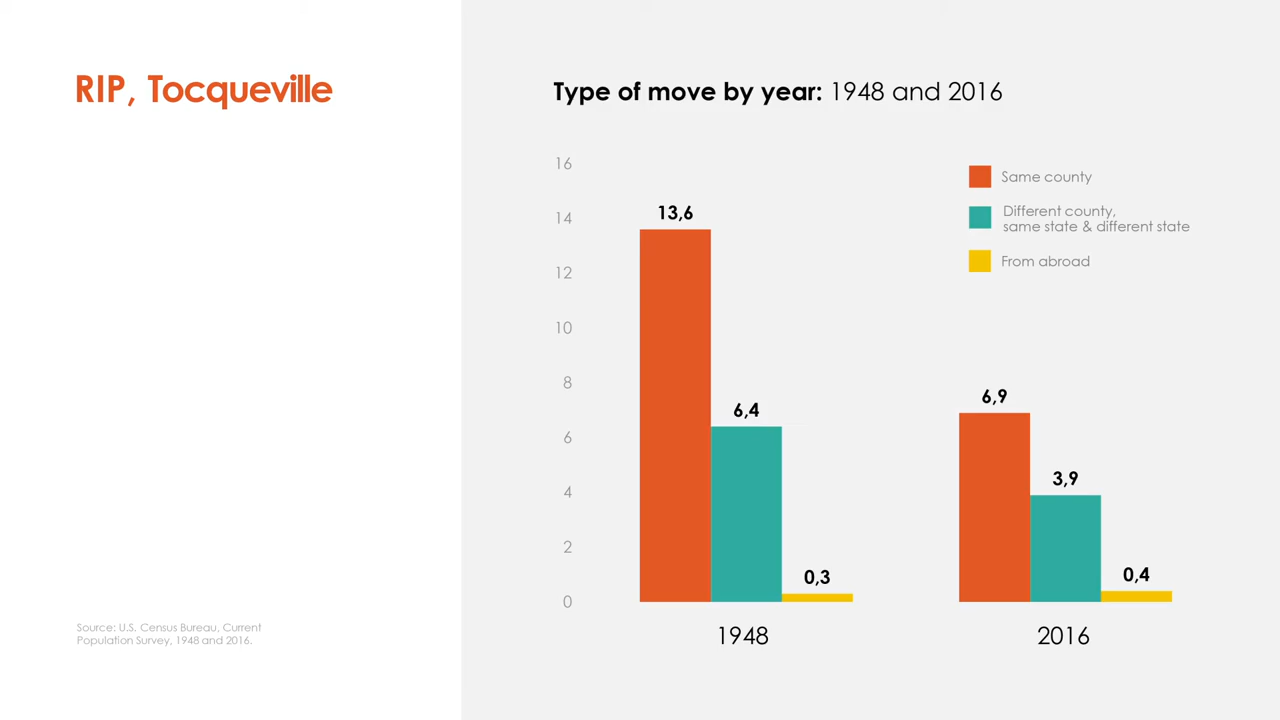 RIP, Tocqueville
Type of move by year: 1948 and 2016
16
14
12
10
8
6
4
2
0
Same county
Different county,
same state & different state
From abroad
13,6
6,4
0,3
6,9
3,9
0,4
1948
2016
Source: U.S. Census Bureau, Current
Population Survey, 1948 and 2016.